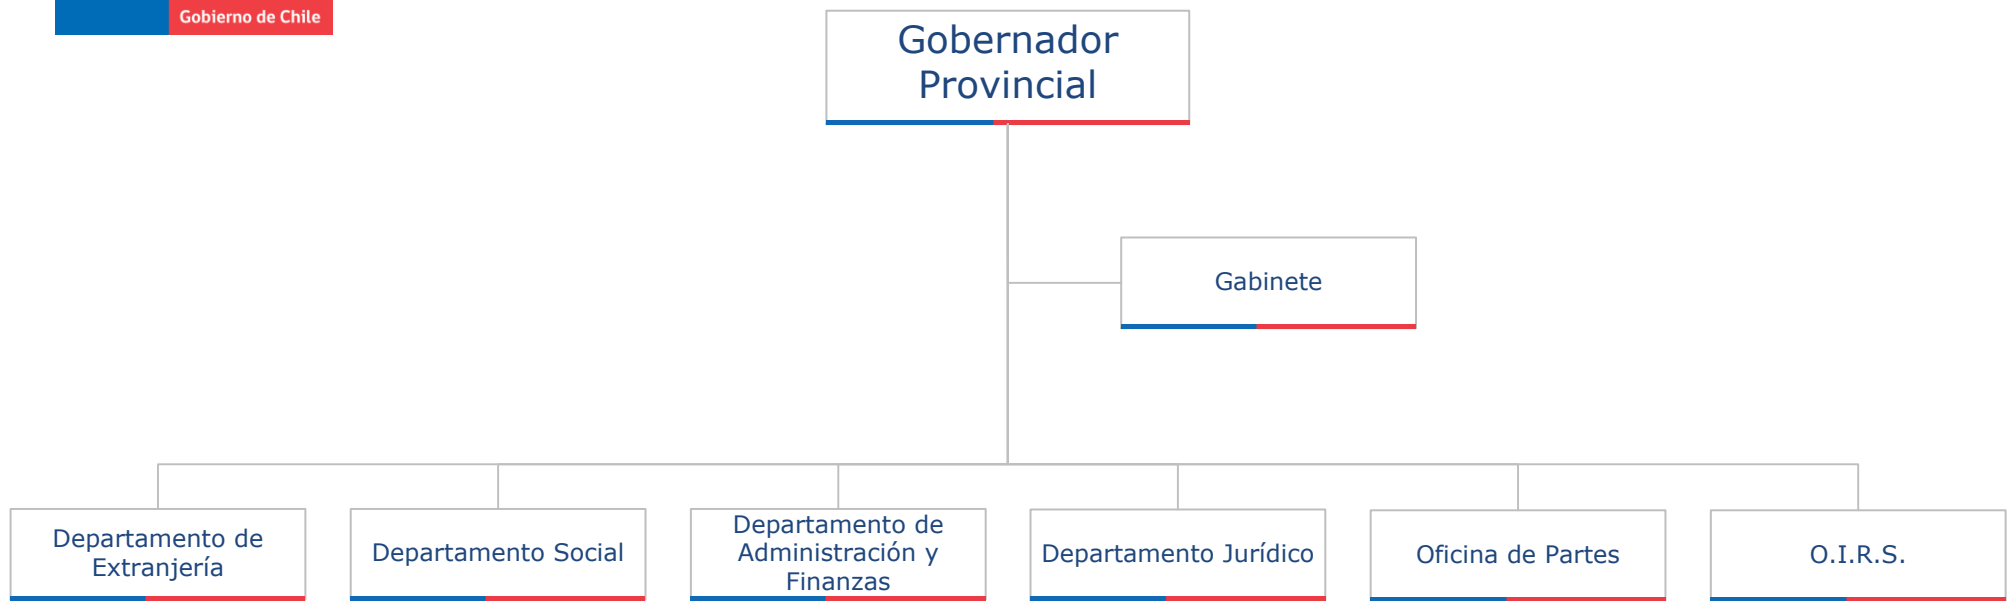 Gobierno de Chile
Gobernador
Provincial
Gabinete
Departamento de
Extranjería
Departamento Social
Departamento de
Administración y
Finanzas
Departamento Jurídico
Oficina de Partes
O.I.R.S.